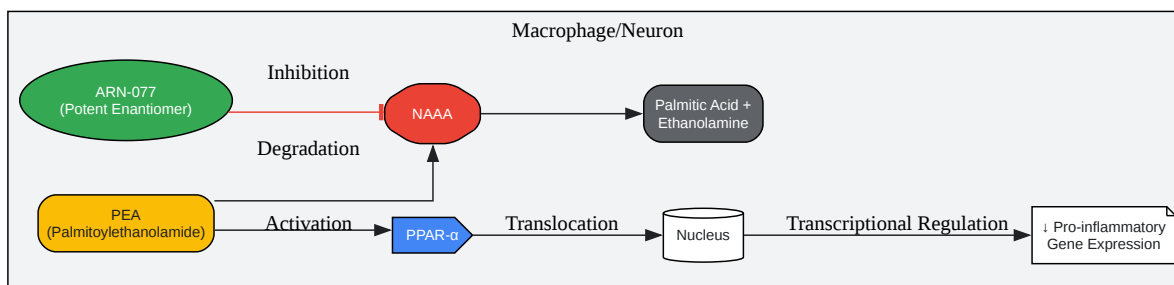 Macrophage/Neuron
Inhibition
ARN-077
(Potent Enantiomer)
NAAA
Palmitic Acid +
Ethanolamine
Degradation
PEA
(Palmitoylethanolamide)
Activation
PPAR-α
Translocation
Nucleus
Transcriptional Regulation
↓ Pro-inflammatory
Gene Expression